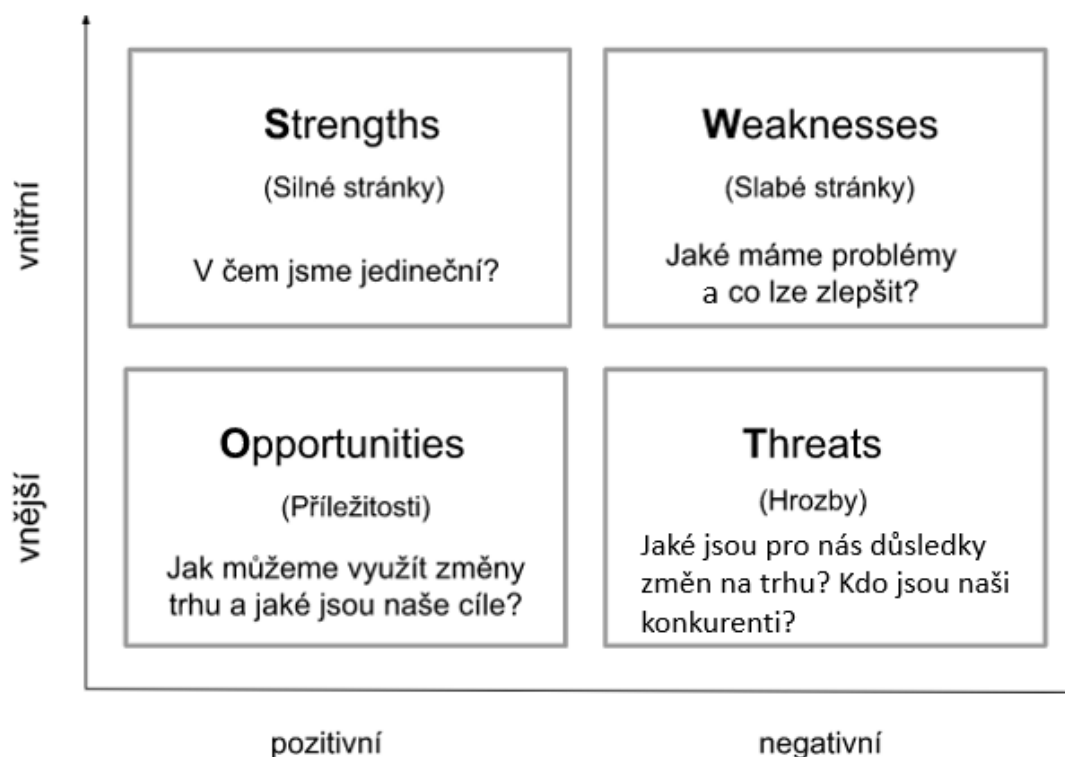 vnitřní
Strengths
(Silné stránky)
V čem jsme jedineční?
Weaknesses
(Slabé stránky)
Jaké máme problémy
a co lze zlepšit?
vnější
Opportunities
(Příležitosti)
Jak můžeme využít změny
trhu a jaké jsou naše cíle?
Threats
(Hrozby)
Jaké jsou pro nás důsledky
změn na trhu? Kdo jsou naši
konkurenti?
pozitivní
negativní